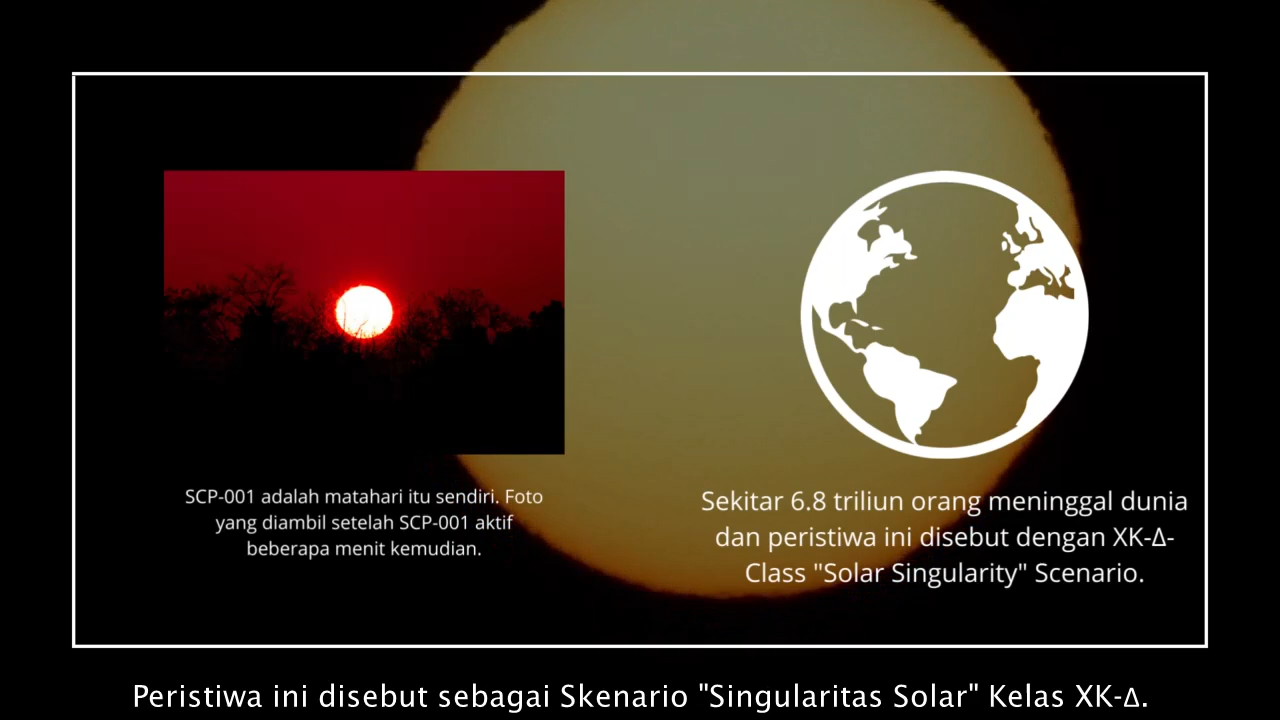 SCP-001 adalah matahari itu sendiri. Foto
yang diambil setelah SCP-001 aktif
beberapa menit kemudian.
Sekitar 6.8 triliun orang meninggal dunia
dan peristiwa ini disebut dengan XK-Δ-
Class "Solar Singularity" Scenario.
Peristiwa ini disebut sebagai Skenario "Singularitas Solar" Kelas XK-Δ.